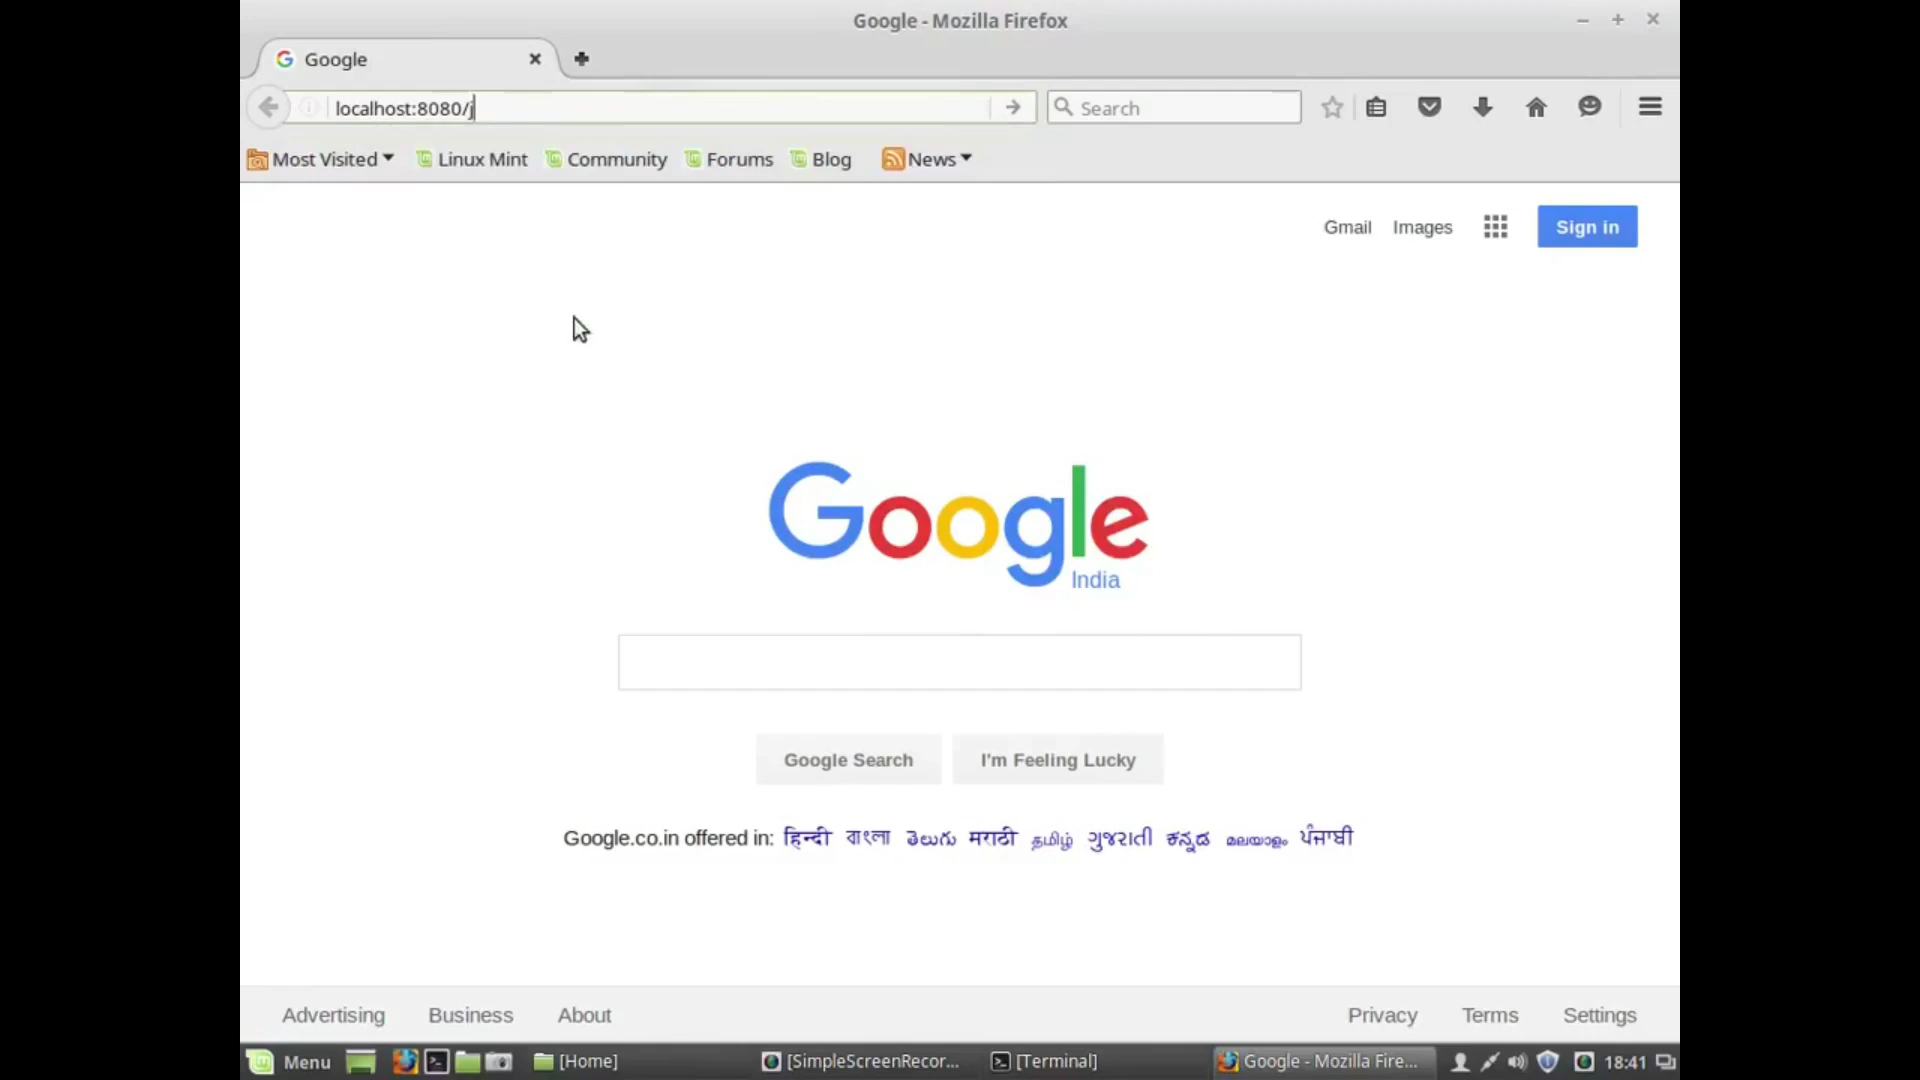 Google - Mozilla Firefox
Google
localhost:8080/j
Search
Most Visited
Linux Mint
Community
Forums
Blog
News
Gmail
Images
Sign in
Google
India
Google Search
I'm Feeling Lucky
Google.co.in offered in: हिन्दी বাংলা తెలుగు मराठी தமிழ் ગુજરાતી ಕನ್ನಡ മലയാളം ਪੰਜਾਬੀ
Advertising
Business
About
Privacy
Terms
Settings
Menu
[Home]
[SimpleScreenRecor...
[Terminal]
Google - Mozilla Fire...
18:41